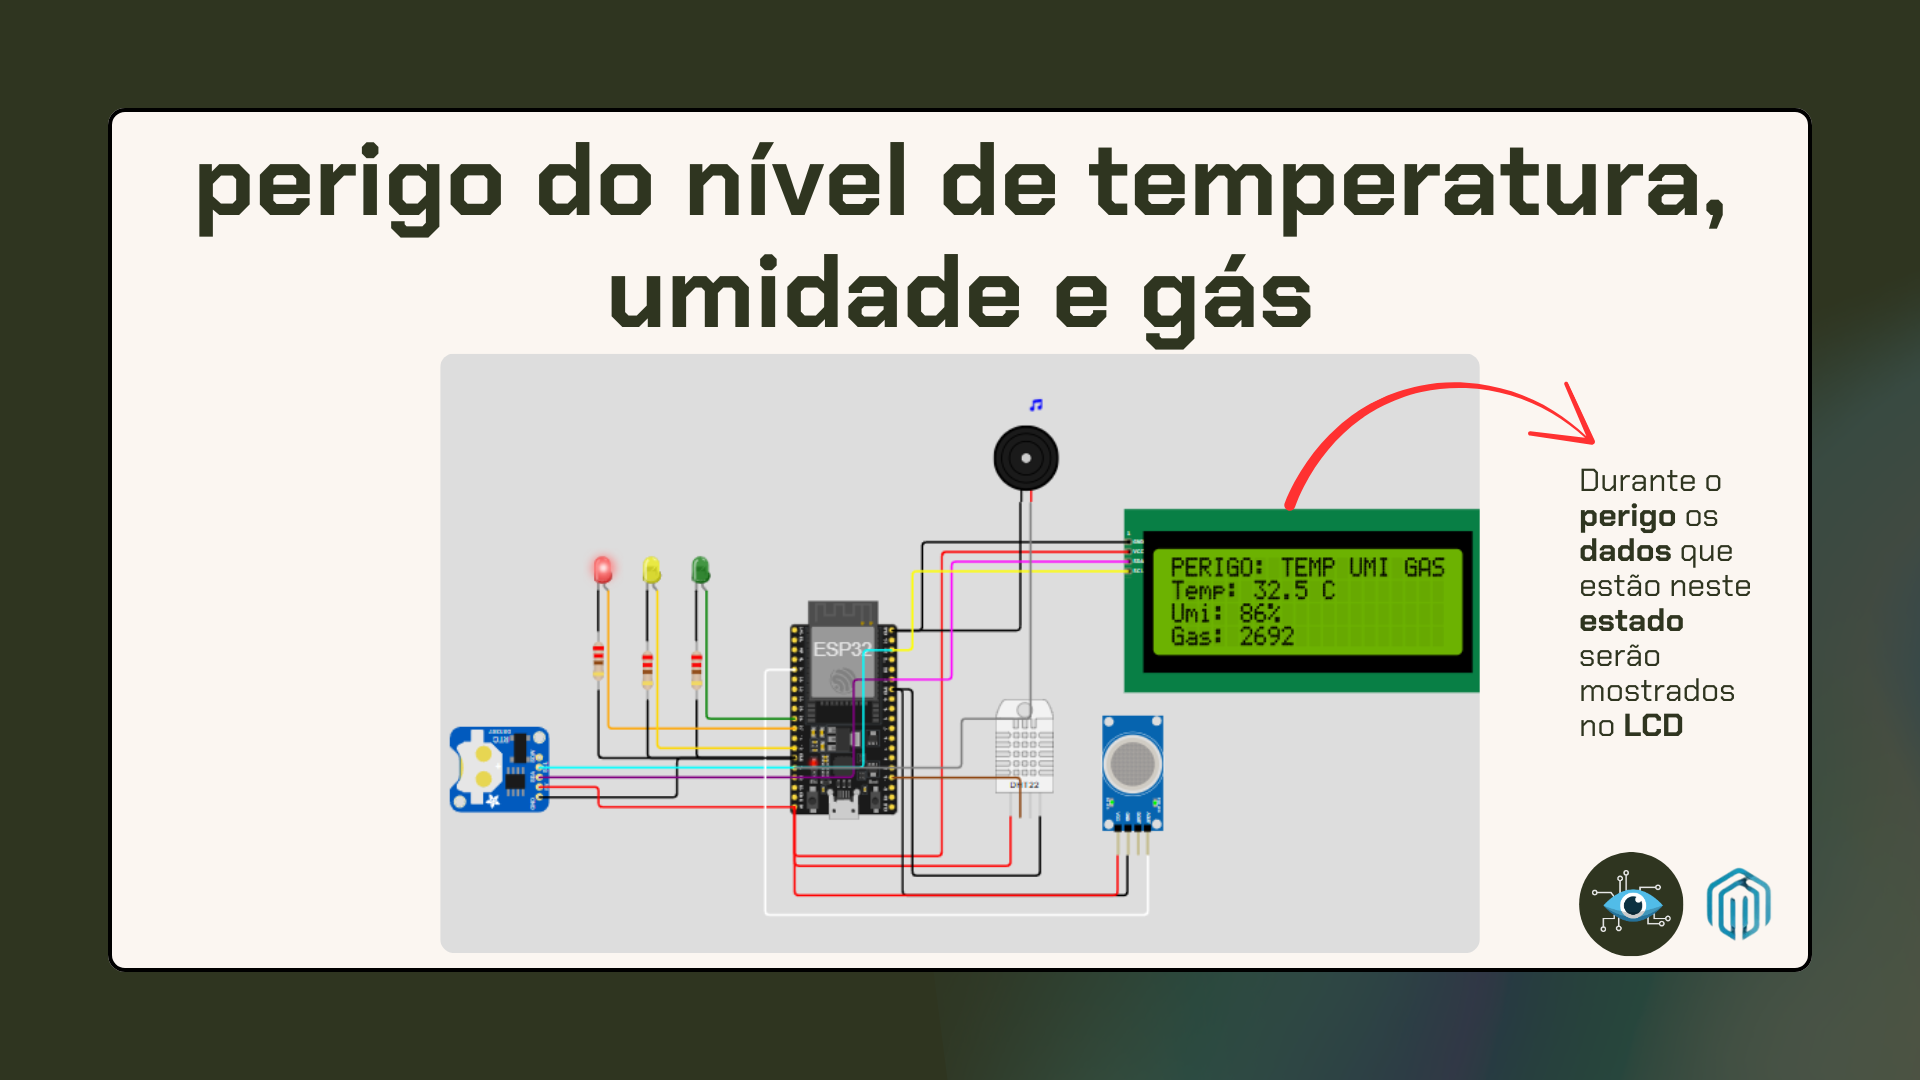 perigo do nível de temperatura,
umidade e gás
PERIGO: TEMP UMI GAS
Temp: 32.5 C
Umi: 86%
Gas: 2692
ESP32
DHT22
RTC
Durante o
perigo os
dados que
estão neste
estado
serão
mostrados
no LCD